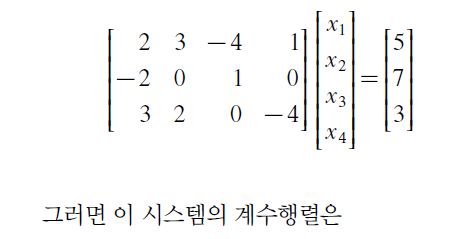 2 3 −4 1 x₁ 5
−2 0 1 0 x₂ = 7
3 2 0 −4 x₃ 3
x₄
그러면 이 시스템의 계수행렬은